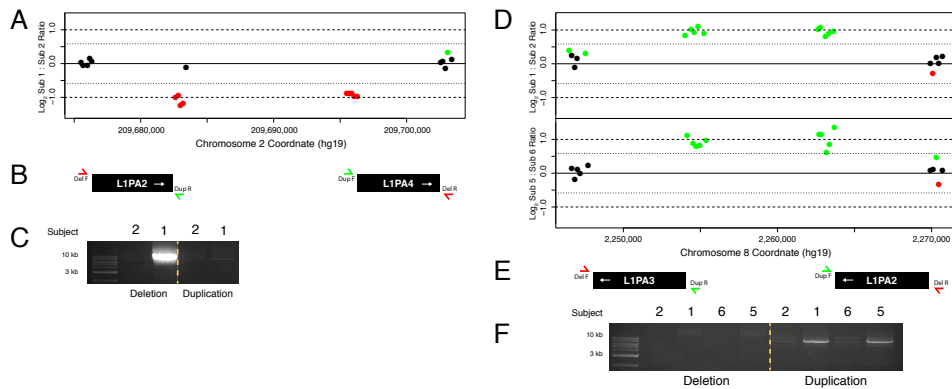 A
Log2 Sub 1 : Sub 2 Ratio
1.0
0.0
-1.0
209,680,000
209,690,000
209,700,000
Chromosome 2 Coordnate (hg19)
B
Del F
L1PA2 →
Dup R
Dup F
L1PA4 →
Del R
C
Subject
2 1 2 1
10 kb
3 kb
Deletion Duplication
D
Log2 Sub 1 : Sub 2 Ratio
1.0
0.0
-1.0
Log2 Sub 5 : Sub 6 Ratio
1.0
0.0
-1.0
2,250,000
2,260,000
2,270,000
Chromosome 8 Coordnate (hg19)
E
Del F
← L1PA3
Dup R
Dup F
← L1PA2
Del R
F
Subject
2 1 6 5 2 1 6 5
10 kb
3 kb
Deletion Duplication